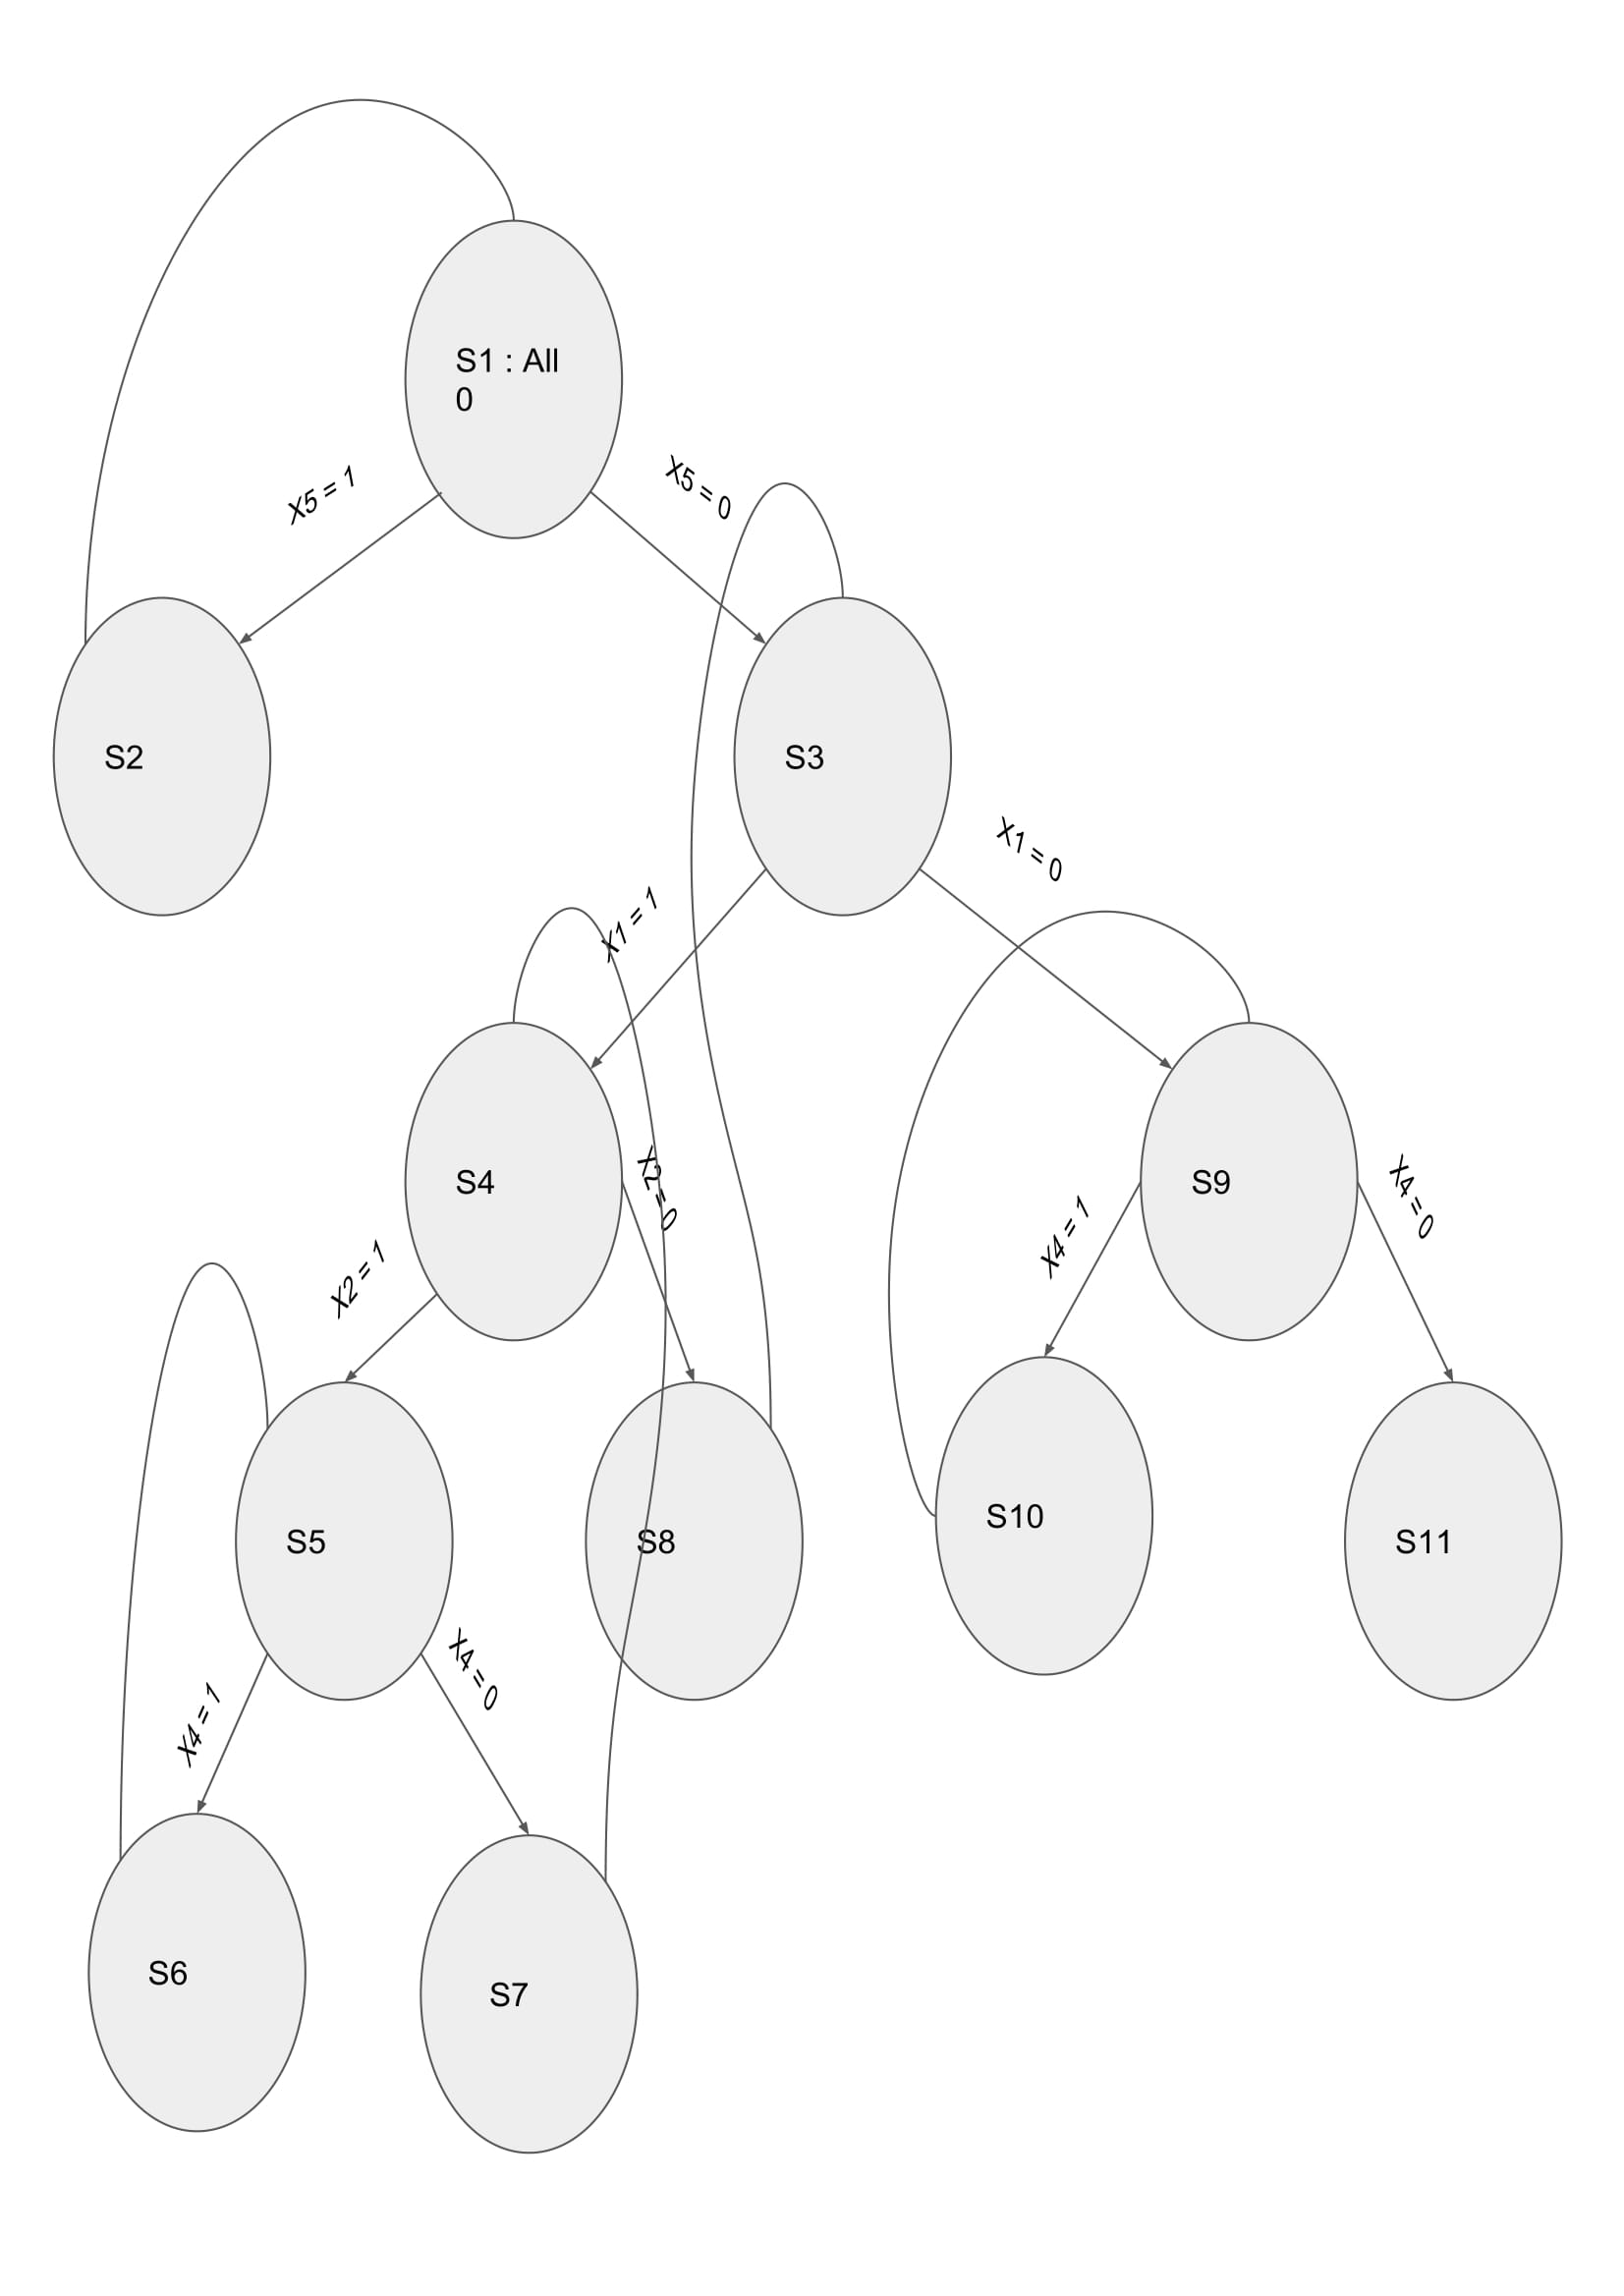 S1 : All
0
X5 = 1
X5 = 0
S2
S3
X1 = 1
X1 = 0
S4
S9
X2 = 1
X2 = 0
X4 = 1
X4 = 0
S5
S8
S10
S11
X4 = 1
X4 = 0
S6
S7